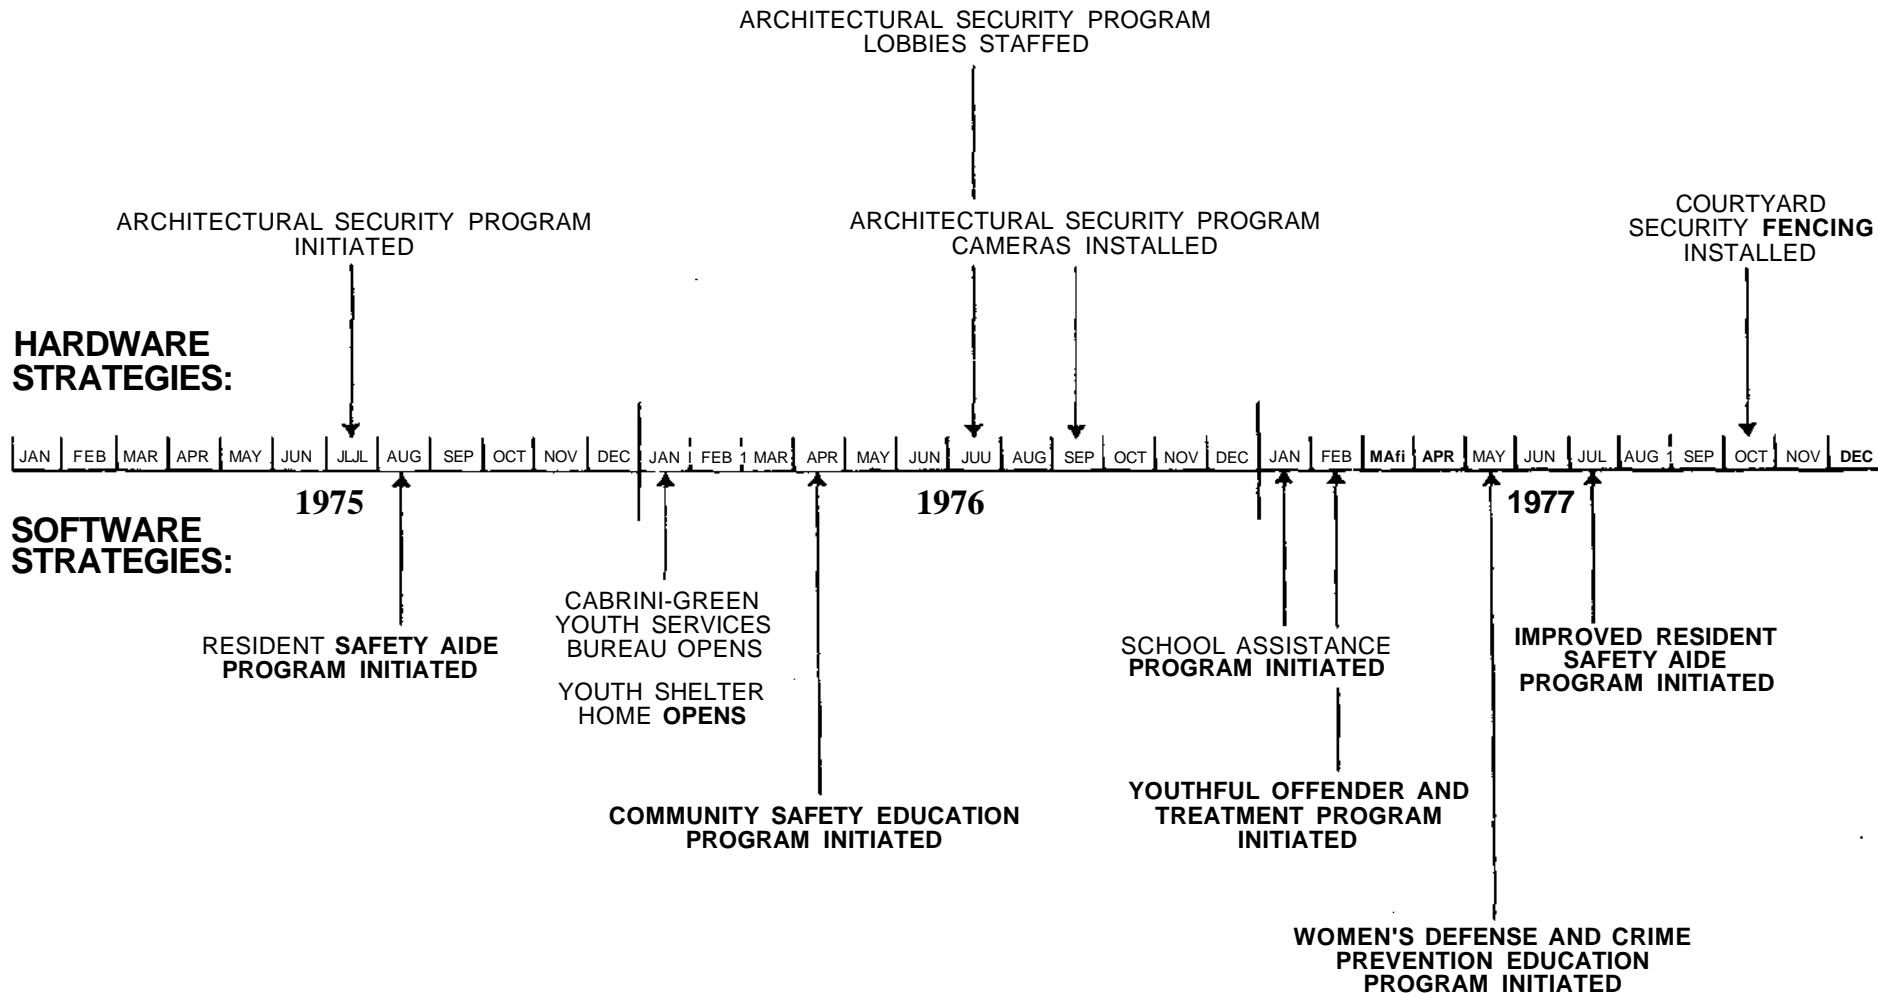 ARCHITECTURAL SECURITY PROGRAM
LOBBIES STAFFED
ARCHITECTURAL SECURITY PROGRAM
INITIATED
ARCHITECTURAL SECURITY PROGRAM
CAMERAS INSTALLED
COURTYARD
SECURITY FENCING
INSTALLED
HARDWARE
STRATEGIES:
JAN FEB MAR APR MAY JUN JLJL AUG SEP OCT NOV DEC JAN FEB 1 MAR APR MAY JUN JUU AUG SEP OCT NOV DEC JAN FEB MAfi APR MAY JUN JUL AUG 1 SEP OCT NOV DEC
1975 1976 1977
SOFTWARE
STRATEGIES:
RESIDENT SAFETY AIDE
PROGRAM INITIATED
CABRINI-GREEN
YOUTH SERVICES
BUREAU OPENS
YOUTH SHELTER
HOME OPENS
COMMUNITY SAFETY EDUCATION
PROGRAM INITIATED
SCHOOL ASSISTANCE
PROGRAM INITIATED
YOUTHFUL OFFENDER AND
TREATMENT PROGRAM
INITIATED
IMPROVED RESIDENT
SAFETY AIDE
PROGRAM INITIATED
WOMEN'S DEFENSE AND CRIME
PREVENTION EDUCATION
PROGRAM INITIATED